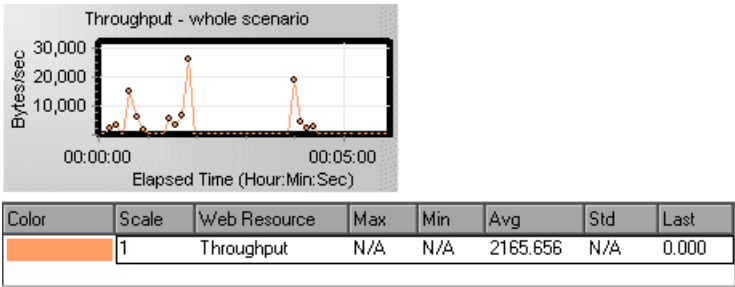 Throughput - whole scenario
Bytes/sec
30,000
20,000
10,000
00:00:00 00:05:00
Elapsed Time (Hour:Min:Sec)
Color Scale Web Resource Max Min Avg Std Last
1 Throughput N/A N/A 2165.656 N/A 0.000